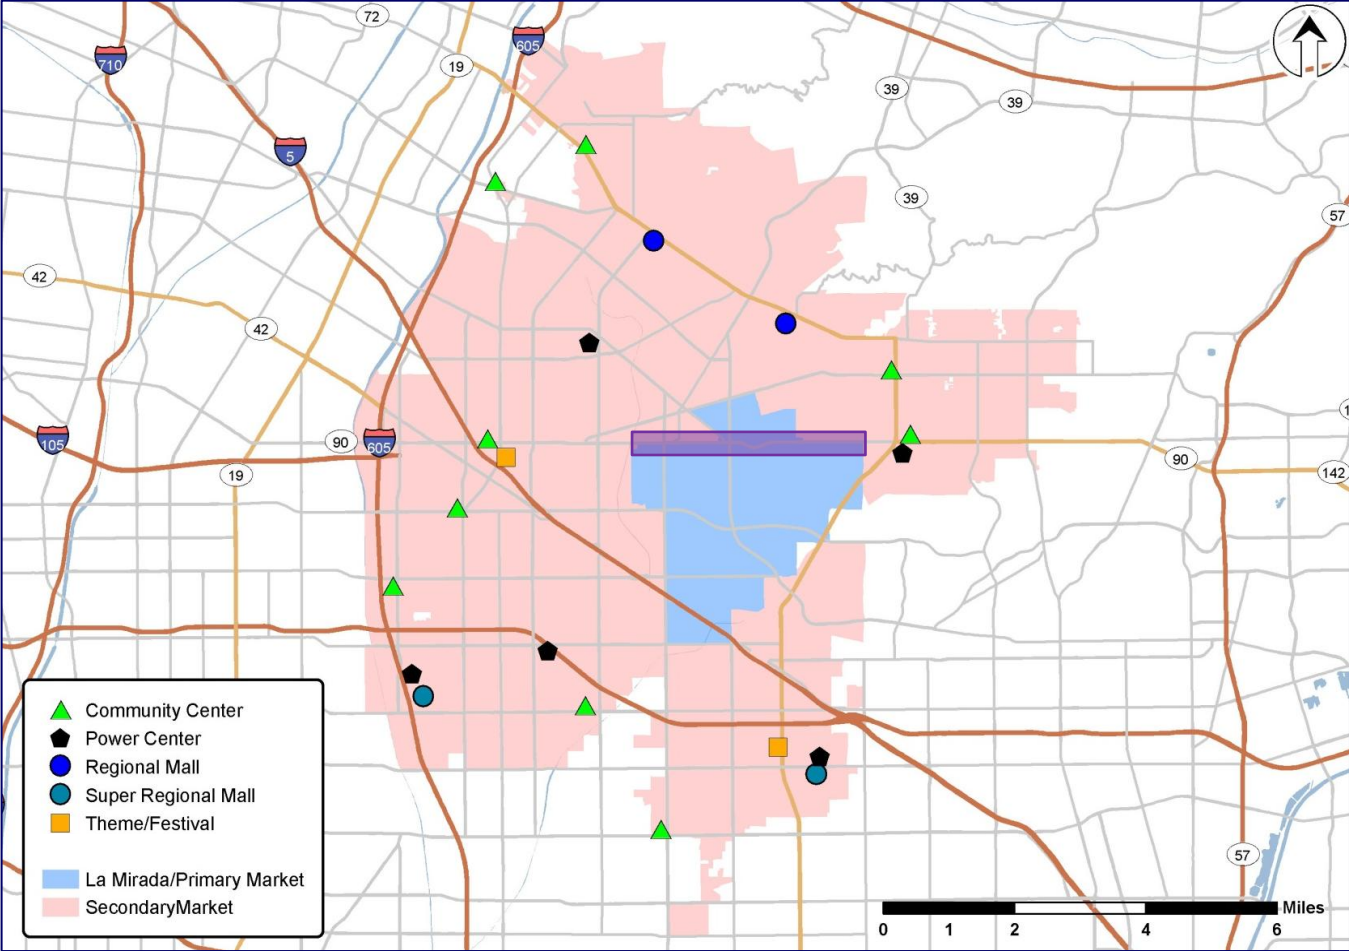 72
605
710
19
39
39
5
39
57
42
42
105
90
605
19
90
142
57
Community Center
Power Center
Regional Mall
Super Regional Mall
Theme/Festival
La Mirada/Primary Market
SecondaryMarket
Miles
0 1 2 4 6